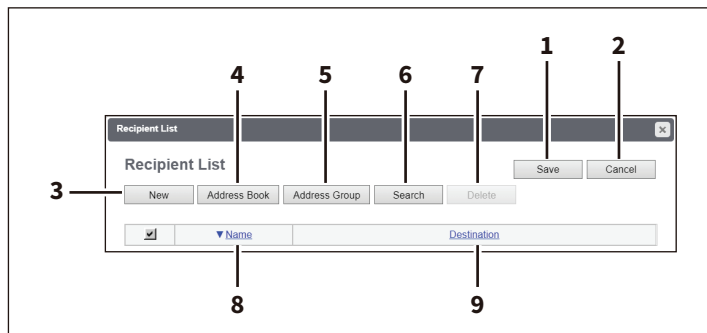 1 2
4 5 6 7
Recipient List
Recipient List
Save Cancel
3 New Address Book Address Group Search Delete
Name Destination
8 9